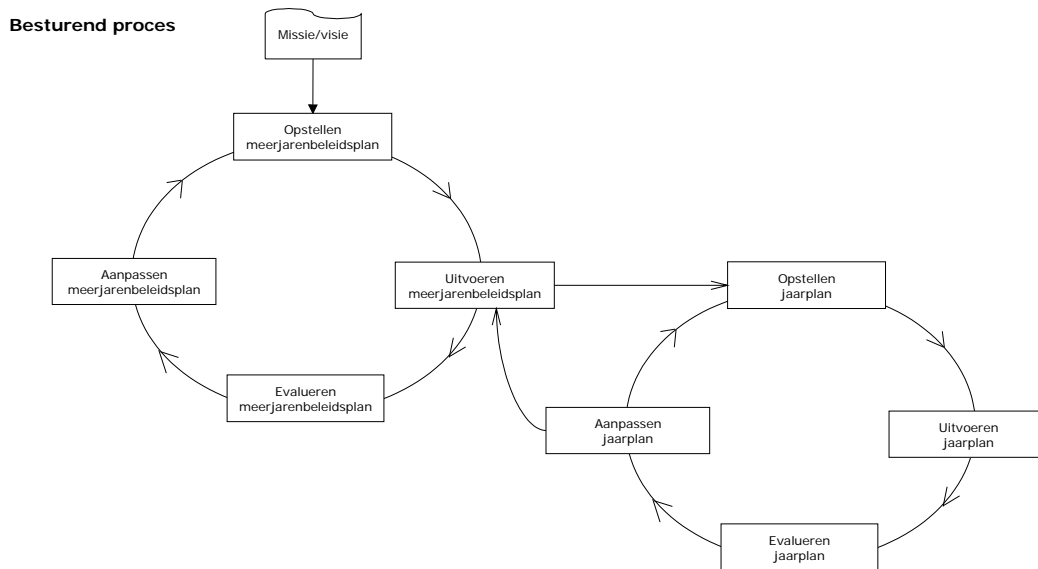 Besturend proces
Missie/visie
Opstellen
meerjarenbeleidsplan
Aanpassen
meerjarenbeleidsplan
Uitvoeren
meerjarenbeleidsplan
Evalueren
meerjarenbeleidsplan
Opstellen
jaarplan
Aanpassen
jaarplan
Uitvoeren
jaarplan
Evalueren
jaarplan